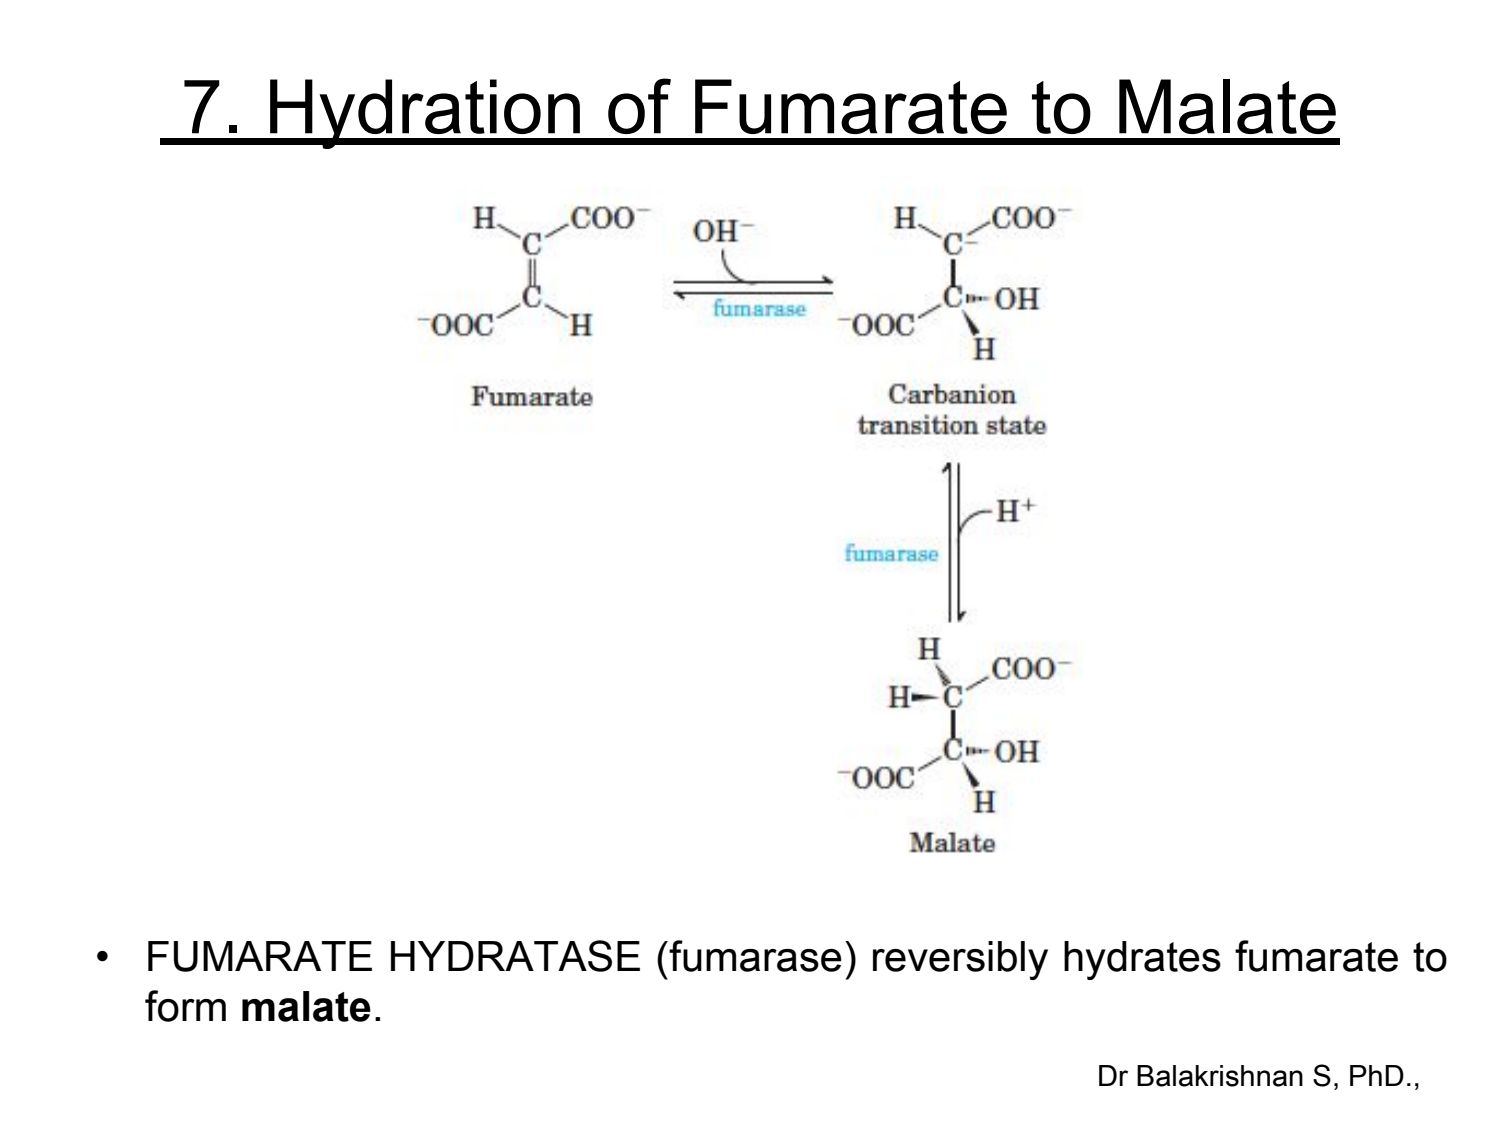 7. Hydration of Fumarate to Malate
H COO⁻
C
C
⁻OOC H
Fumarate
OH⁻
fumarase
H COO⁻
C⁻
C OH
⁻OOC
H
Carbanion
transition state
H⁺
fumarase
H
COO⁻
H C
C OH
⁻OOC
H
Malate
• FUMARATE HYDRATASE (fumarase) reversibly hydrates fumarate to
form malate.
Dr Balakrishnan S, PhD.,